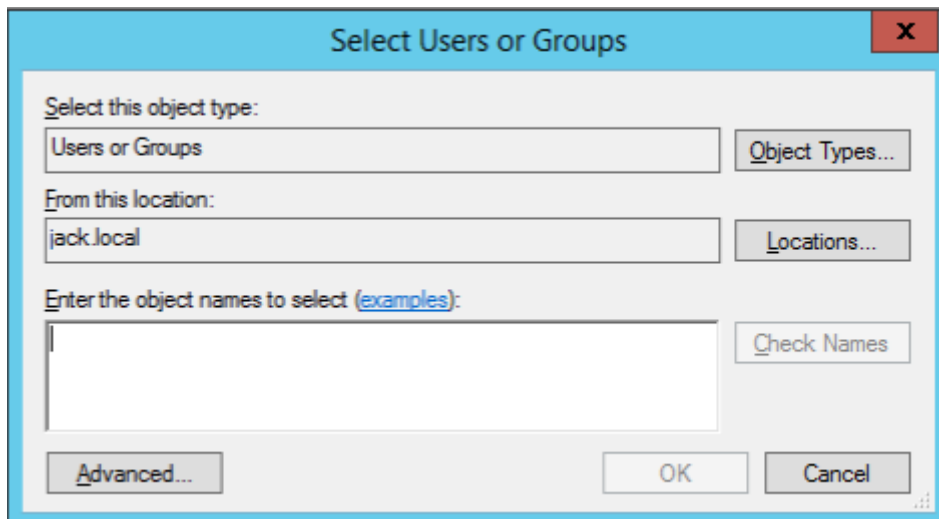 Select Users or Groups
x
Select this object type:
Users or Groups
Object Types...
From this location:
jack.local
Locations...
Enter the object names to select (examples):
Check Names
Advanced...
OK
Cancel